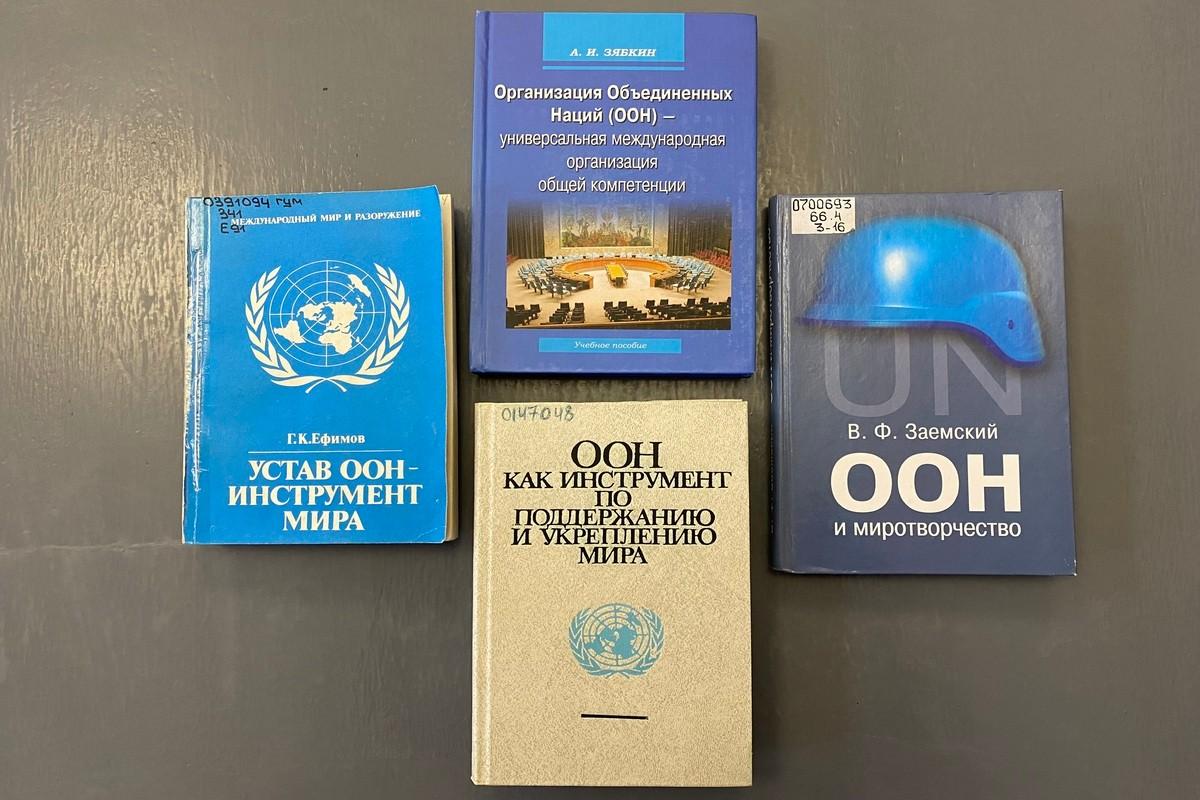 А. И. ЗЯБКИН
Организация Объединенных
Наций (ООН) –
универсальная международная
организация
общей компетенции
Учебное пособие
0391094 гум
341
Е91
МЕЖДУНАРОДНЫЙ МИР И РАЗОРУЖЕНИЕ
Г.К.Ефимов
УСТАВ ООН-
ИНСТРУМЕНТ
МИРА
0147048
ООН
КАК ИНСТРУМЕНТ
ПО
ПОДДЕРЖАНИЮ
И УКРЕПЛЕНИЮ
МИРА
0700693
66.4
З-16
UN
В. Ф. Заемский
ООН
и миротворчество